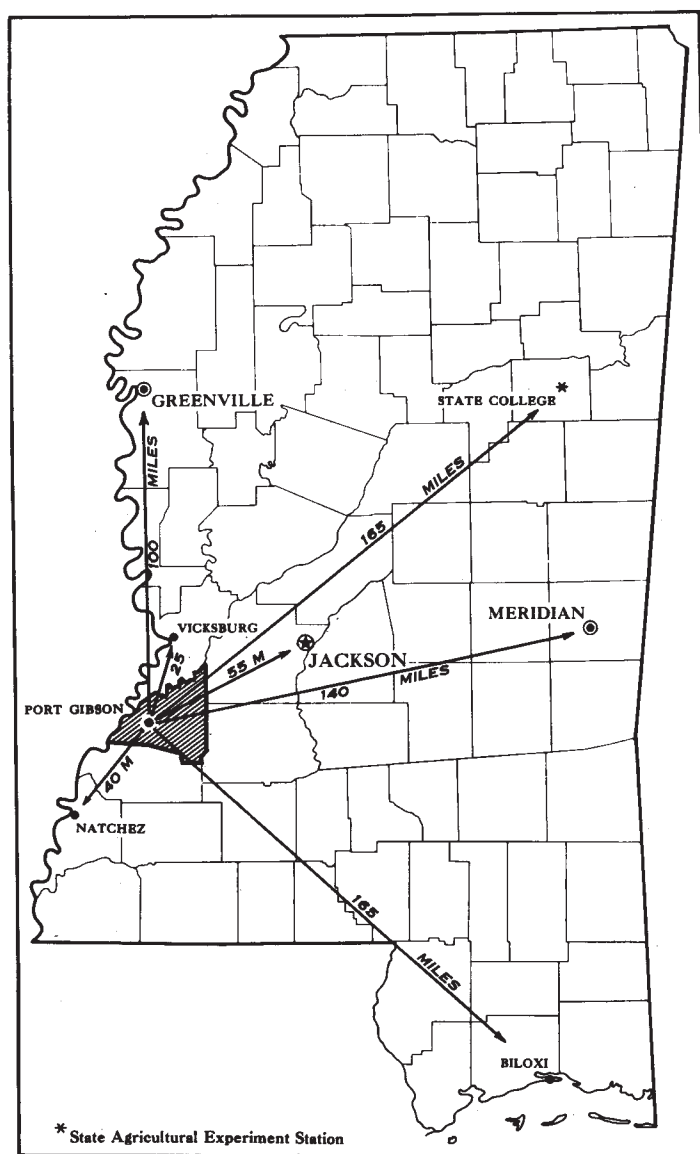 GREENVILLE
STATE COLLEGE *
100 MILES
165 MILES
VICKSBURG
MERIDIAN
25
55 M
JACKSON
140 MILES
PORT GIBSON
40 M
NATCHEZ
165 MILES
BILOXI
* State Agricultural Experiment Station